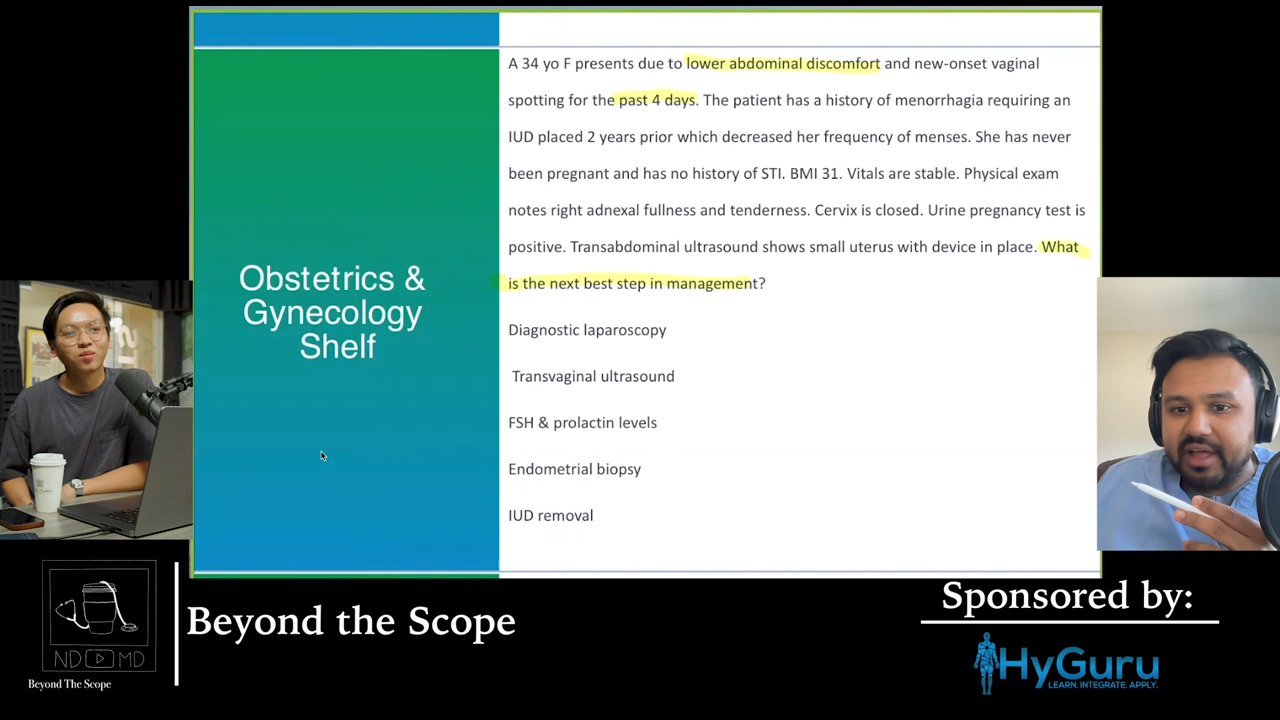 A 34 yo F presents due to lower abdominal discomfort and new-onset vaginal
spotting for the past 4 days. The patient has a history of menorrhagia requiring an
IUD placed 2 years prior which decreased her frequency of menses. She has never
been pregnant and has no history of STI. BMI 31. Vitals are stable. Physical exam
notes right adnexal fullness and tenderness. Cervix is closed. Urine pregnancy test is
positive. Transabdominal ultrasound shows small uterus with device in place. What
is the next best step in management?
Obstetrics &
Gynecology
Shelf
Diagnostic laparoscopy
Transvaginal ultrasound
FSH & prolactin levels
Endometrial biopsy
IUD removal
ND MD
Beyond The Scope
Beyond the Scope
Sponsored by:
HyGuru
LEARN. INTEGRATE. APPLY.